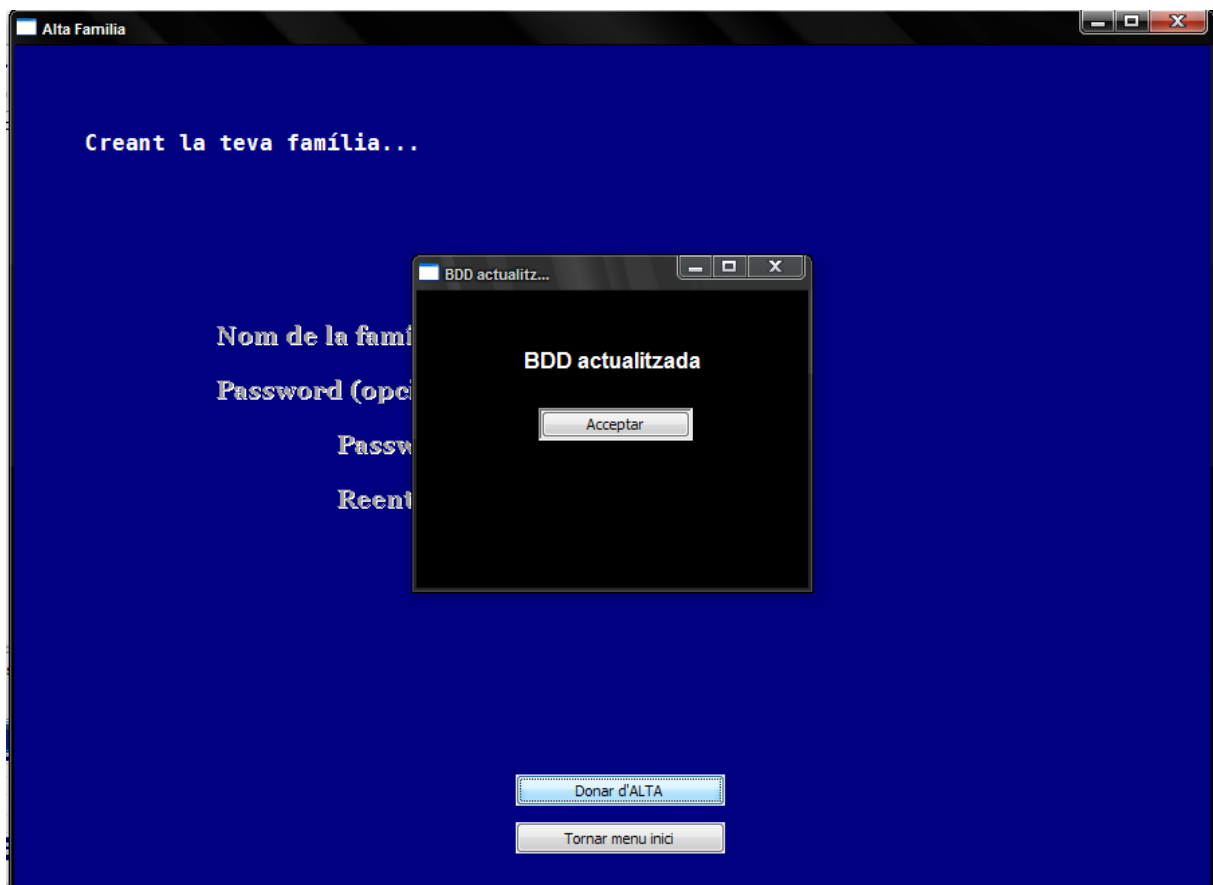 Alta Familia
Creant la teva família...
BDD actualitz...
BDD actualitzada
Acceptar
Nom de la famí
Password (opci
Passw
Reent
Donar d'ALTA
Tornar menu inici